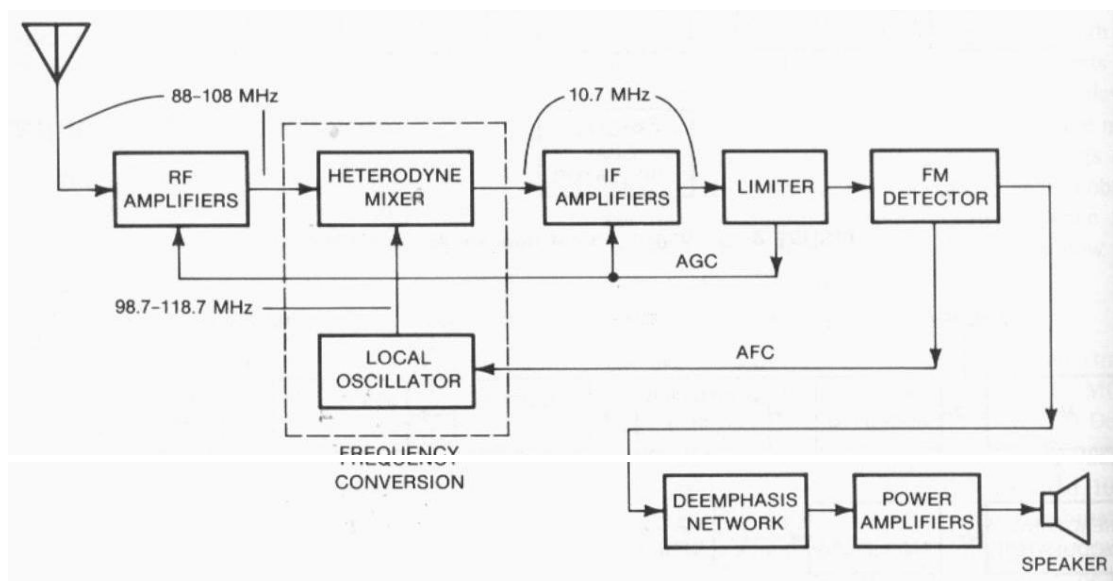 88-108 MHz
10.7 MHz
RF
AMPLIFIERS
HETERODYNE
MIXER
IF
AMPLIFIERS
LIMITER
FM
DETECTOR
AGC
98.7-118.7 MHz
LOCAL
OSCILLATOR
AFC
FREQUENCY
CONVERSION
DEEMPHASIS
NETWORK
POWER
AMPLIFIERS
SPEAKER